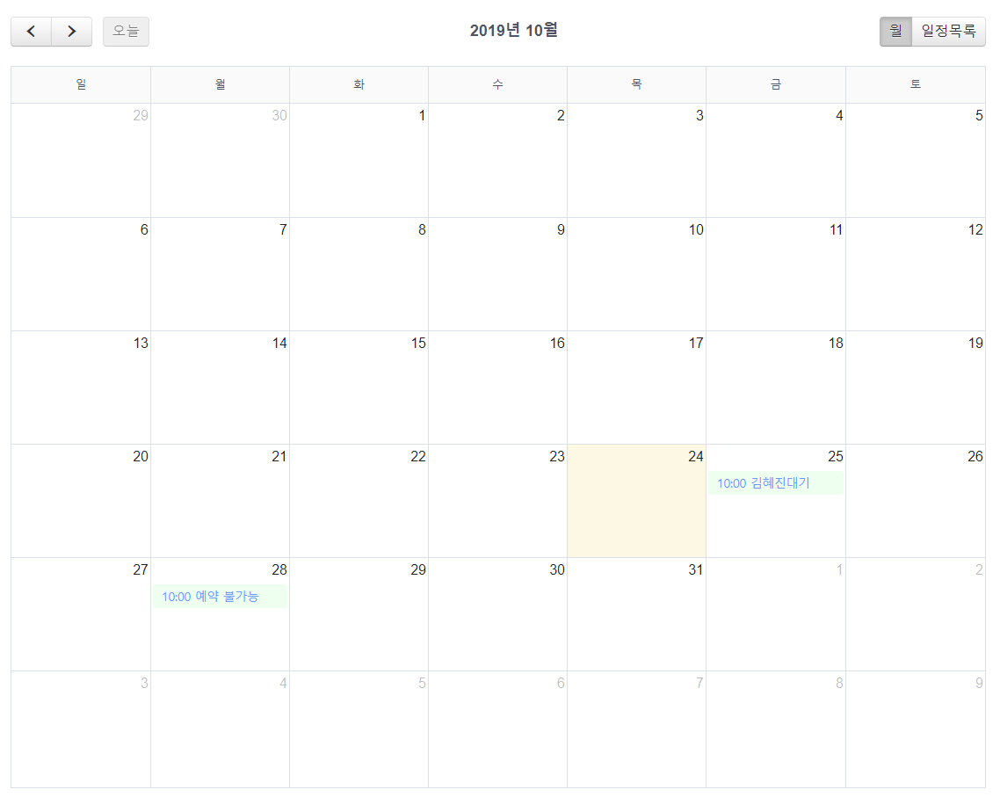 오늘
2019년 10월
월 일정목록
일 월 화 수 목 금 토
29 30 1 2 3 4 5
6 7 8 9 10 11 12
13 14 15 16 17 18 19
20 21 22 23 24 25 26
10:00 김혜진대기
27 28 29 30 31 1 2
10:00 예약 불가능
3 4 5 6 7 8 9